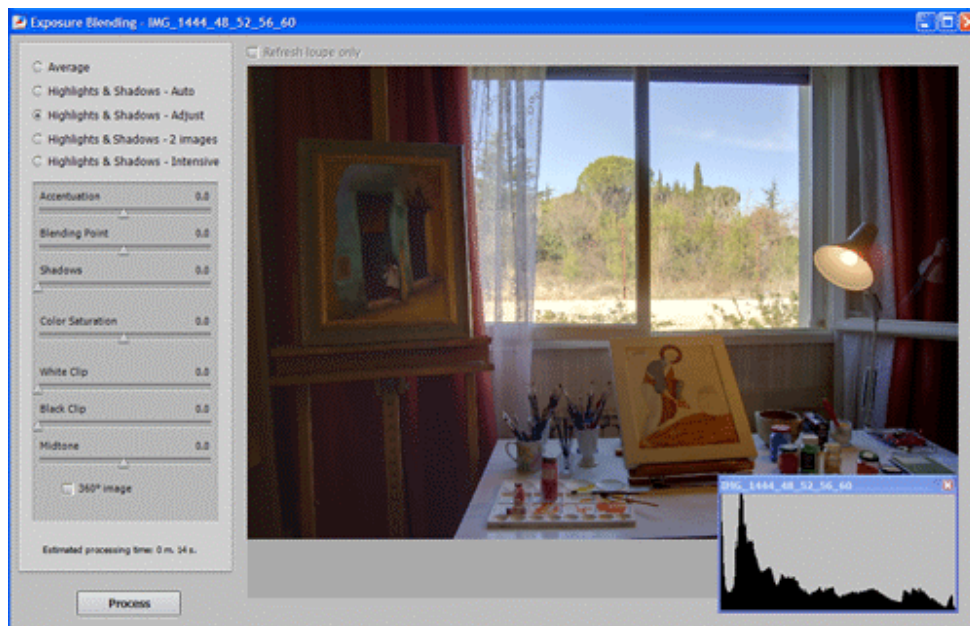 Exposure Blending - IMG_1444_48_52_56_60
Refresh loupe only
Average
Highlights & Shadows - Auto
Highlights & Shadows - Adjust
Highlights & Shadows - 2 images
Highlights & Shadows - Intensive
Accentuation 0.0
Blending Point 0.0
Shadows 0.0
Color Saturation 0.0
White Clip 0.0
Black Clip 0.0
Midtone 0.0
360° image
Estimated processing time: 0 m. 14 s.
Process
IMG_1444_48_52_56_60